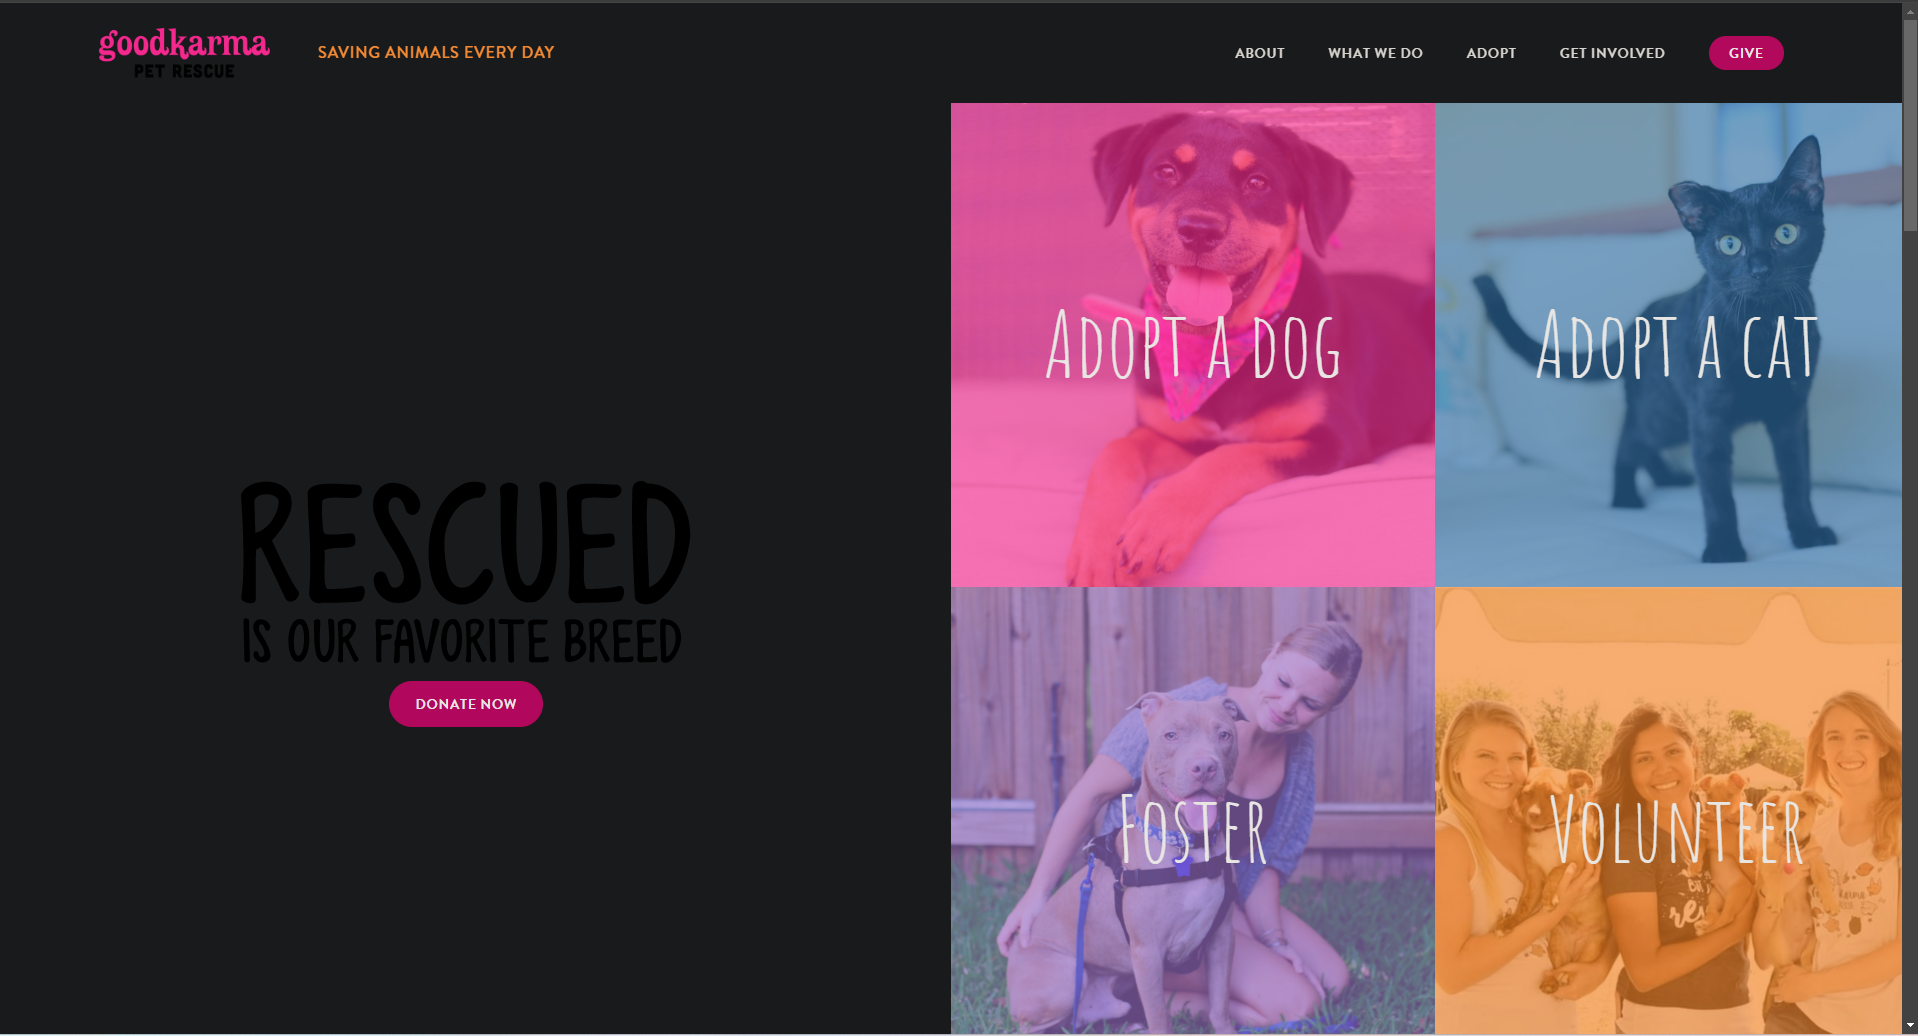 goodkarma
PET RESCUE
SAVING ANIMALS EVERY DAY
ABOUT
WHAT WE DO
ADOPT
GET INVOLVED
GIVE
RESCUED
IS OUR FAVORITE BREED
DONATE NOW
ADOPT A DOG
ADOPT A CAT
FOSTER
VOLUNTEER